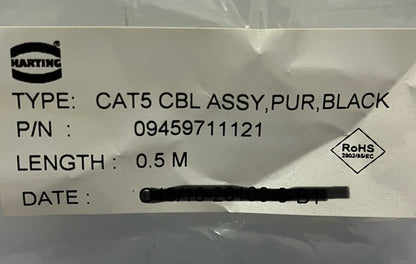 HARTING
TYPE: CAT5 CBL ASSY,PUR,BLACK
P/N : 09459711121
RoHS
2002/95/EC
LENGTH : 0.5 M
DATE :